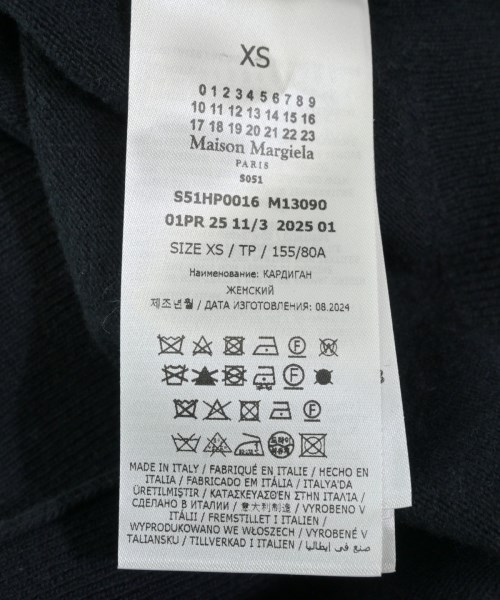 XS
0 1 2 3 4 5 6 7 8 9
10 11 12 13 14 15 16
17 18 19 20 21 22 23
Maison Margiela
PARIS
S051
S51HP0016 M13090
01PR 25 11/3 2025 01
SIZE XS / TP / 155/80A
Наименование: КАРДИГАН
ЖЕНСКИЙ
제조년월 / ДАТА ИЗГОТОВЛЕНИЯ: 08.2024
MADE IN ITALY / FABRIQUÉ EN ITALIE / HECHO EN
ITALIA / FABRICADO EM ITÁLIA / ITALYA'DA
ÜRETILMIŞTIR / ΚΑΤΑΣΚΕΥΑΣΘΕΝ ΣΤΗΝ ΙΤΑΛΙΑ /
СДЕЛАНО В ИТАЛИИ / 意大利制造 / VYROBENO V
ITÁLII / FREMSTILLET I ITALIEN /
WYPRODUKOWANO WE WŁOSZECH / VYROBENÉ V
TALIANSKU / TILLVERKAD I ITALIEN / صنع في ايطاليا